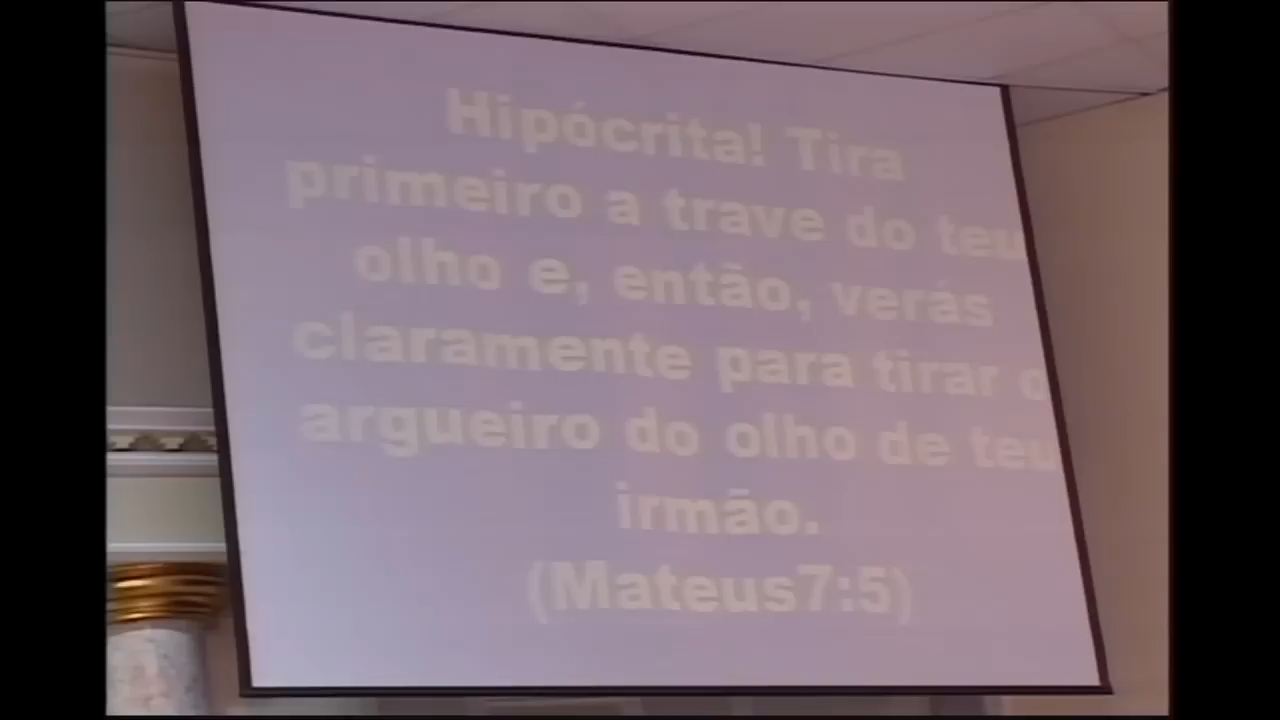 Hipócrita! Tira
primeiro a trave do teu
olho e, então, verás
claramente para tirar o
argueiro do olho de teu
irmão.
(Mateus7:5)